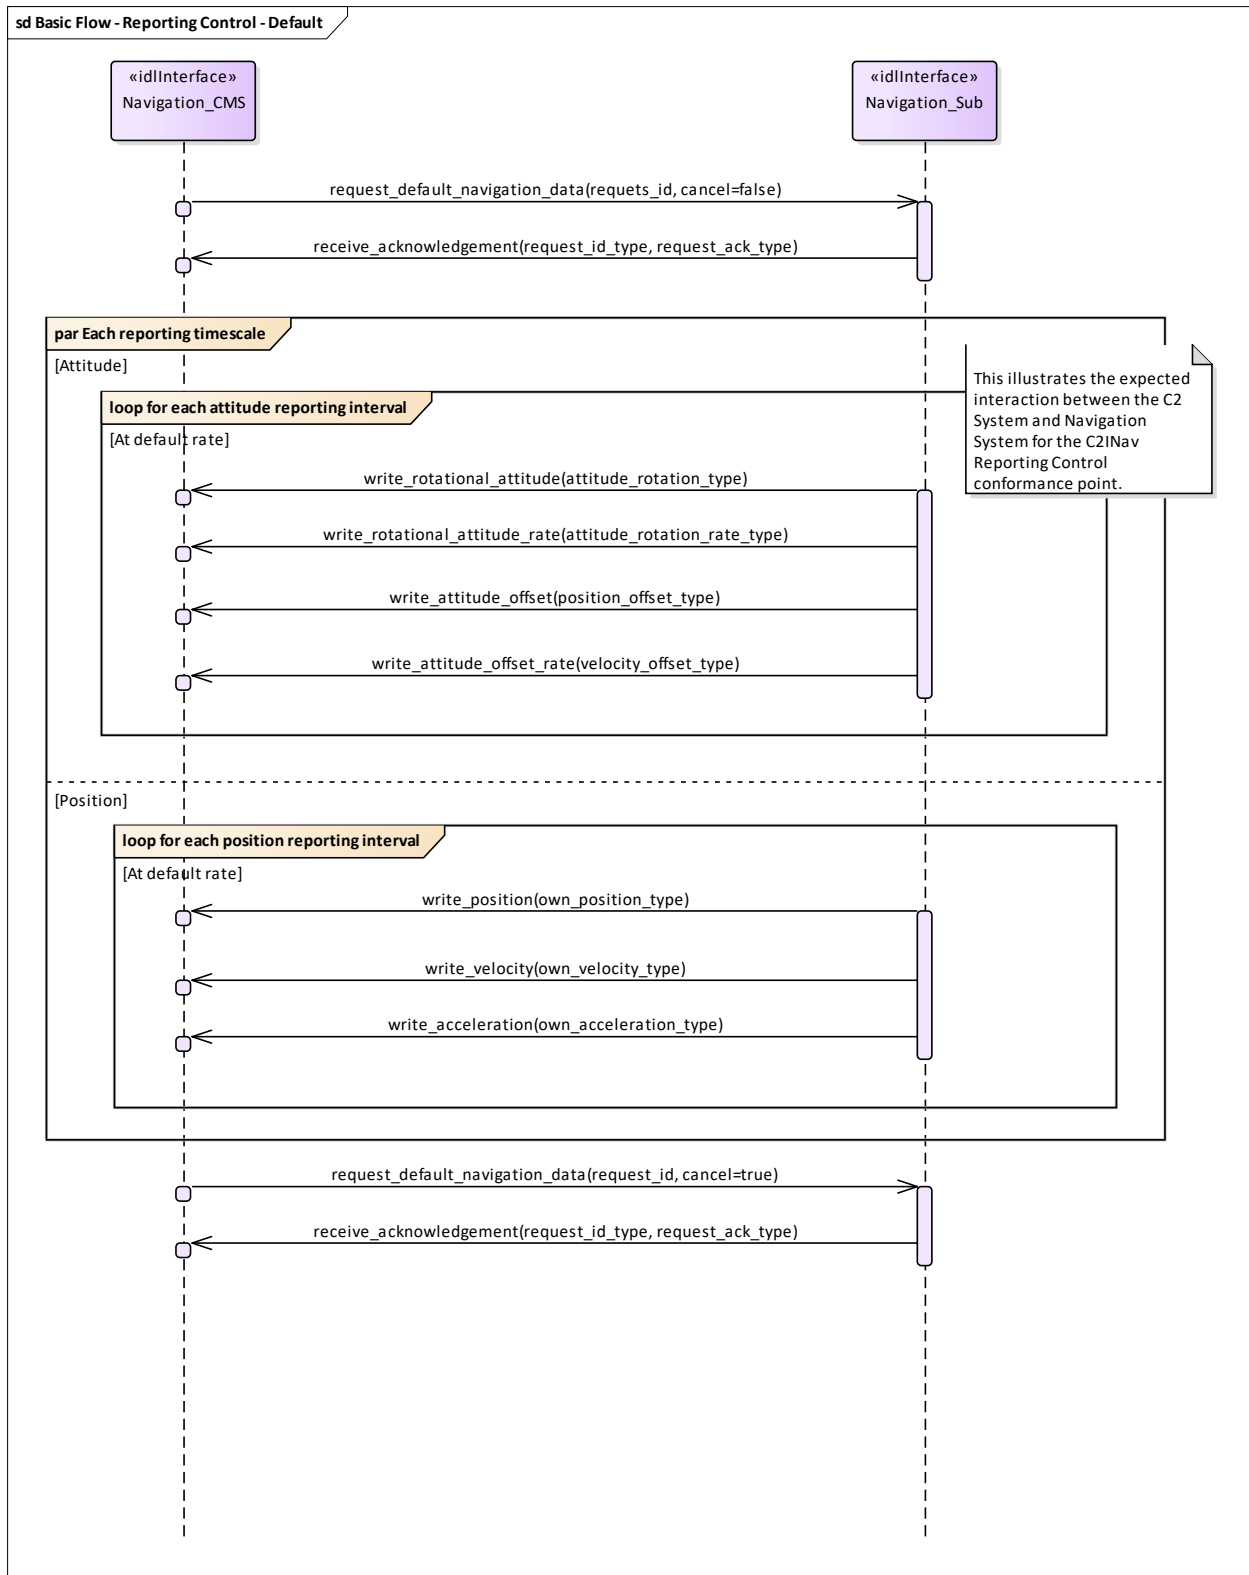 sd Basic Flow - Reporting Control - Default
«idlInterface»
Navigation_CMS
«idlInterface»
Navigation_Sub
request_default_navigation_data(requets_id, cancel=false)
receive_acknowledgement(request_id_type, request_ack_type)
par Each reporting timescale
[Attitude]
This illustrates the expected
interaction between the C2
System and Navigation
System for the C2INav
Reporting Control
conformance point.
loop for each attitude reporting interval
[At default rate]
write_rotational_attitude(attitude_rotation_type)
write_rotational_attitude_rate(attitude_rotation_rate_type)
write_attitude_offset(position_offset_type)
write_attitude_offset_rate(velocity_offset_type)
[Position]
loop for each position reporting interval
[At default rate]
write_position(own_position_type)
write_velocity(own_velocity_type)
write_acceleration(own_acceleration_type)
request_default_navigation_data(request_id, cancel=true)
receive_acknowledgement(request_id_type, request_ack_type)